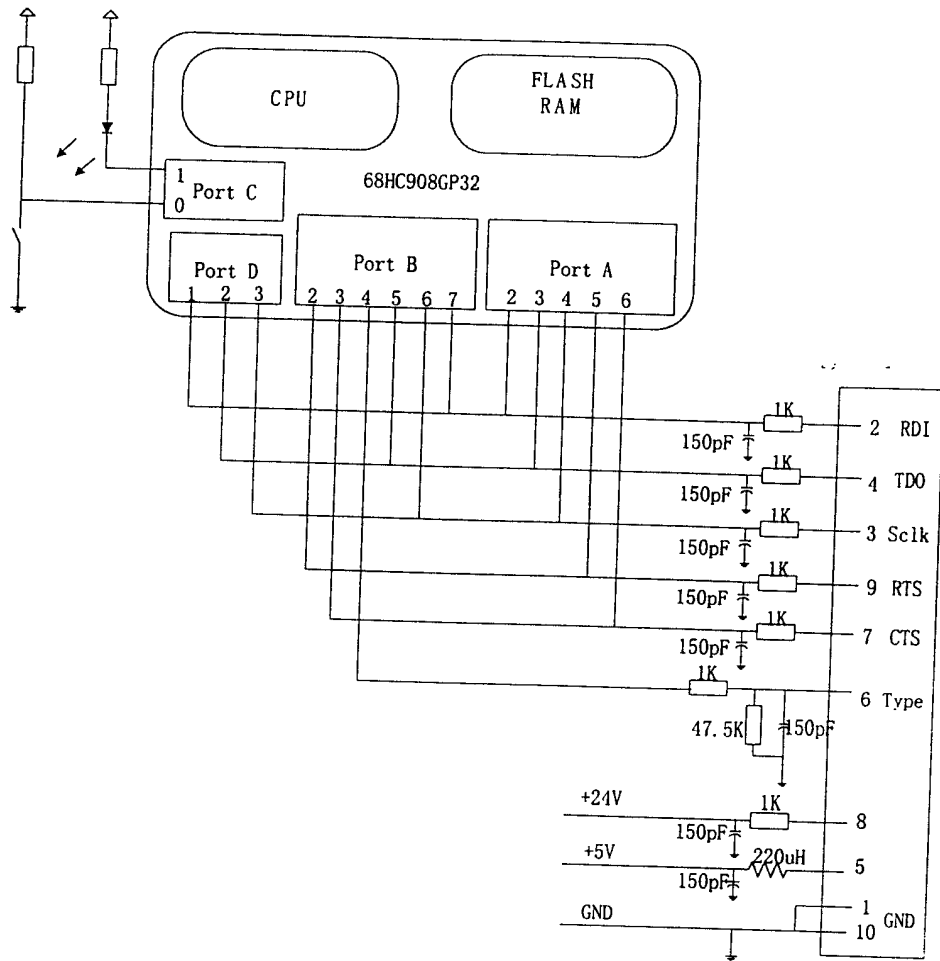 CPU
FLASH
RAM
68HC908GP32
1
0
Port C
Port D
1 2 3
Port B
2 3 4 5 6 7
Port A
2 3 4 5 6
1K
150pF
2 RDI
1K
150pF
4 TDO
1K
150pF
3 Sclk
1K
150pF
9 RTS
1K
150pF
7 CTS
1K
47.5K
150pF
6 Type
+24V
1K
150pF
8
+5V
220uH
150pF
5
GND
1
10
GND